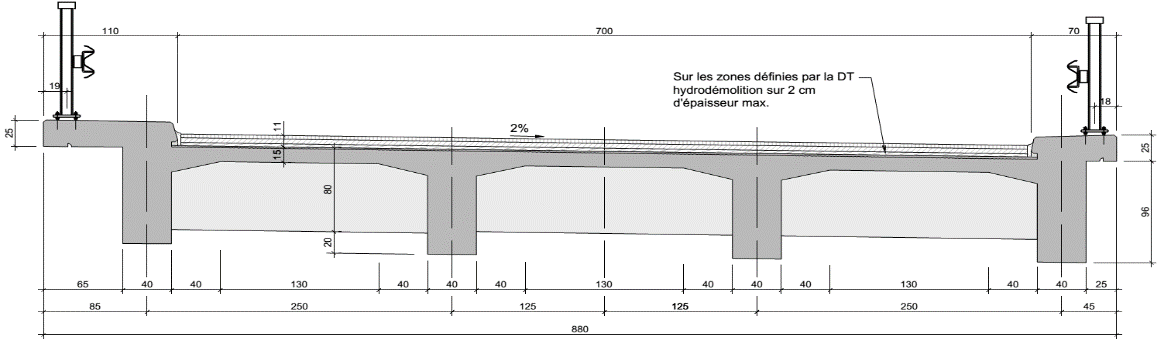 110
700
70
19
18
Sur les zones définies par la DT
hydrodémolition sur 2 cm
d'épaisseur max.
25
11
2%
15
25
80
20
96
65 40 40 130 40 40 40 130 40 40 40 130 40 40 25
85 250 125 125 250 45
880